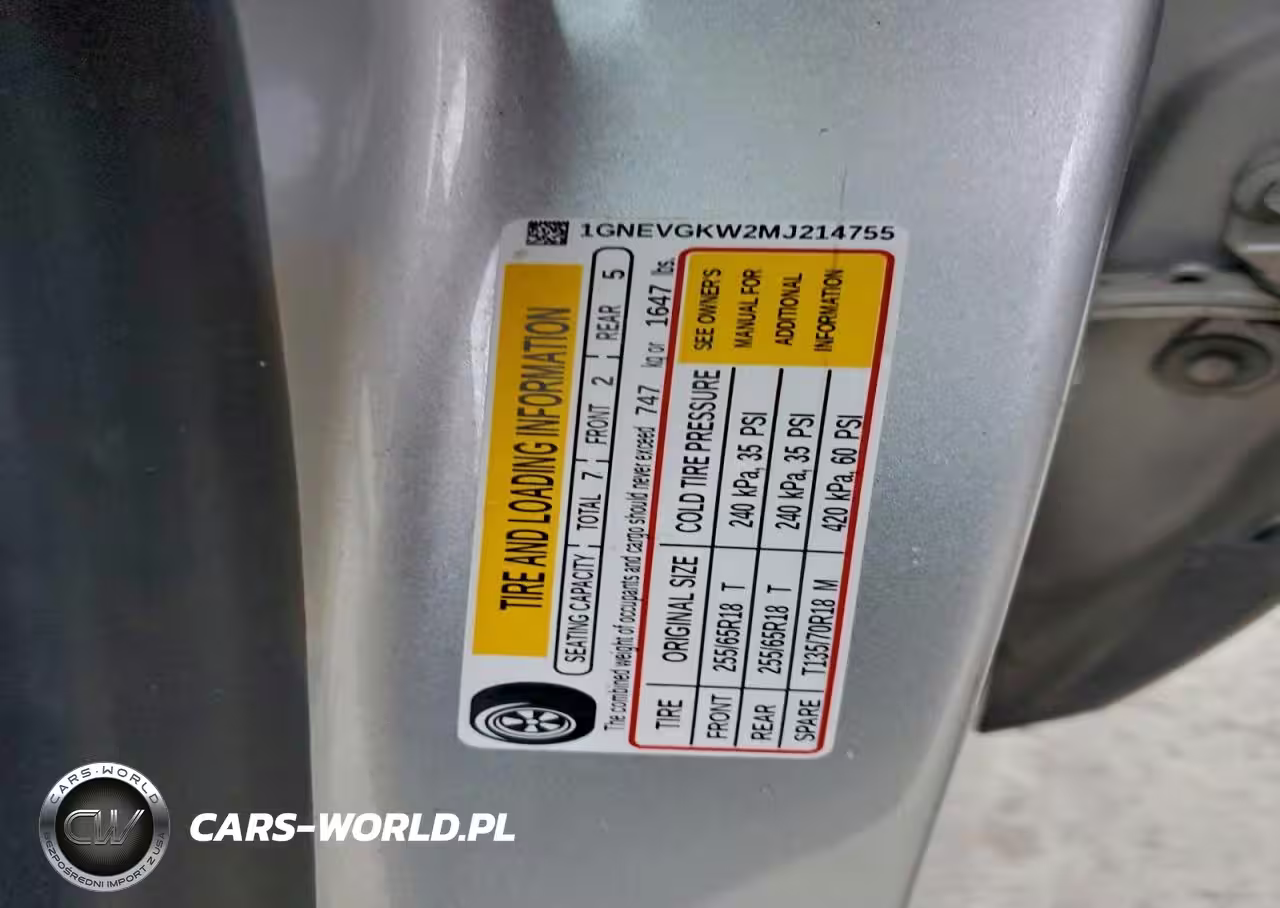 1GNEVGKW2MJ214755
TIRE AND LOADING INFORMATION
SEATING CAPACITY TOTAL 7 FRONT 2 REAR 5
The combined weight of occupants and cargo should never exceed 747 kg or 1647 lbs.
TIRE ORIGINAL SIZE COLD TIRE PRESSURE
FRONT 255/65R18 T 240 kPa, 35 PSI
REAR 255/65R18 T 240 kPa, 35 PSI
SPARE T135/70R18 M 420 kPa, 60 PSI
SEE OWNER'S
MANUAL FOR
ADDITIONAL
INFORMATION
CARS-WORLD
CW
BEZPOŚREDNI IMPORT Z USA
CARS-WORLD.PL